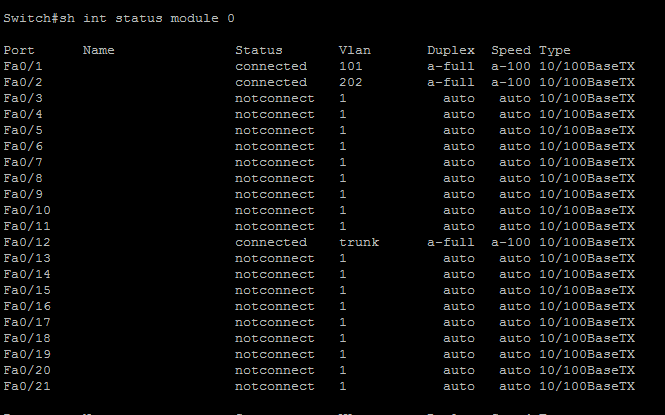 Switch#sh int status module 0
Port Name Status Vlan Duplex Speed Type
Fa0/1 connected 101 a-full a-100 10/100BaseTX
Fa0/2 connected 202 a-full a-100 10/100BaseTX
Fa0/3 notconnect 1 auto auto 10/100BaseTX
Fa0/4 notconnect 1 auto auto 10/100BaseTX
Fa0/5 notconnect 1 auto auto 10/100BaseTX
Fa0/6 notconnect 1 auto auto 10/100BaseTX
Fa0/7 notconnect 1 auto auto 10/100BaseTX
Fa0/8 notconnect 1 auto auto 10/100BaseTX
Fa0/9 notconnect 1 auto auto 10/100BaseTX
Fa0/10 notconnect 1 auto auto 10/100BaseTX
Fa0/11 notconnect 1 auto auto 10/100BaseTX
Fa0/12 connected trunk a-full a-100 10/100BaseTX
Fa0/13 notconnect 1 auto auto 10/100BaseTX
Fa0/14 notconnect 1 auto auto 10/100BaseTX
Fa0/15 notconnect 1 auto auto 10/100BaseTX
Fa0/16 notconnect 1 auto auto 10/100BaseTX
Fa0/17 notconnect 1 auto auto 10/100BaseTX
Fa0/18 notconnect 1 auto auto 10/100BaseTX
Fa0/19 notconnect 1 auto auto 10/100BaseTX
Fa0/20 notconnect 1 auto auto 10/100BaseTX
Fa0/21 notconnect 1 auto auto 10/100BaseTX